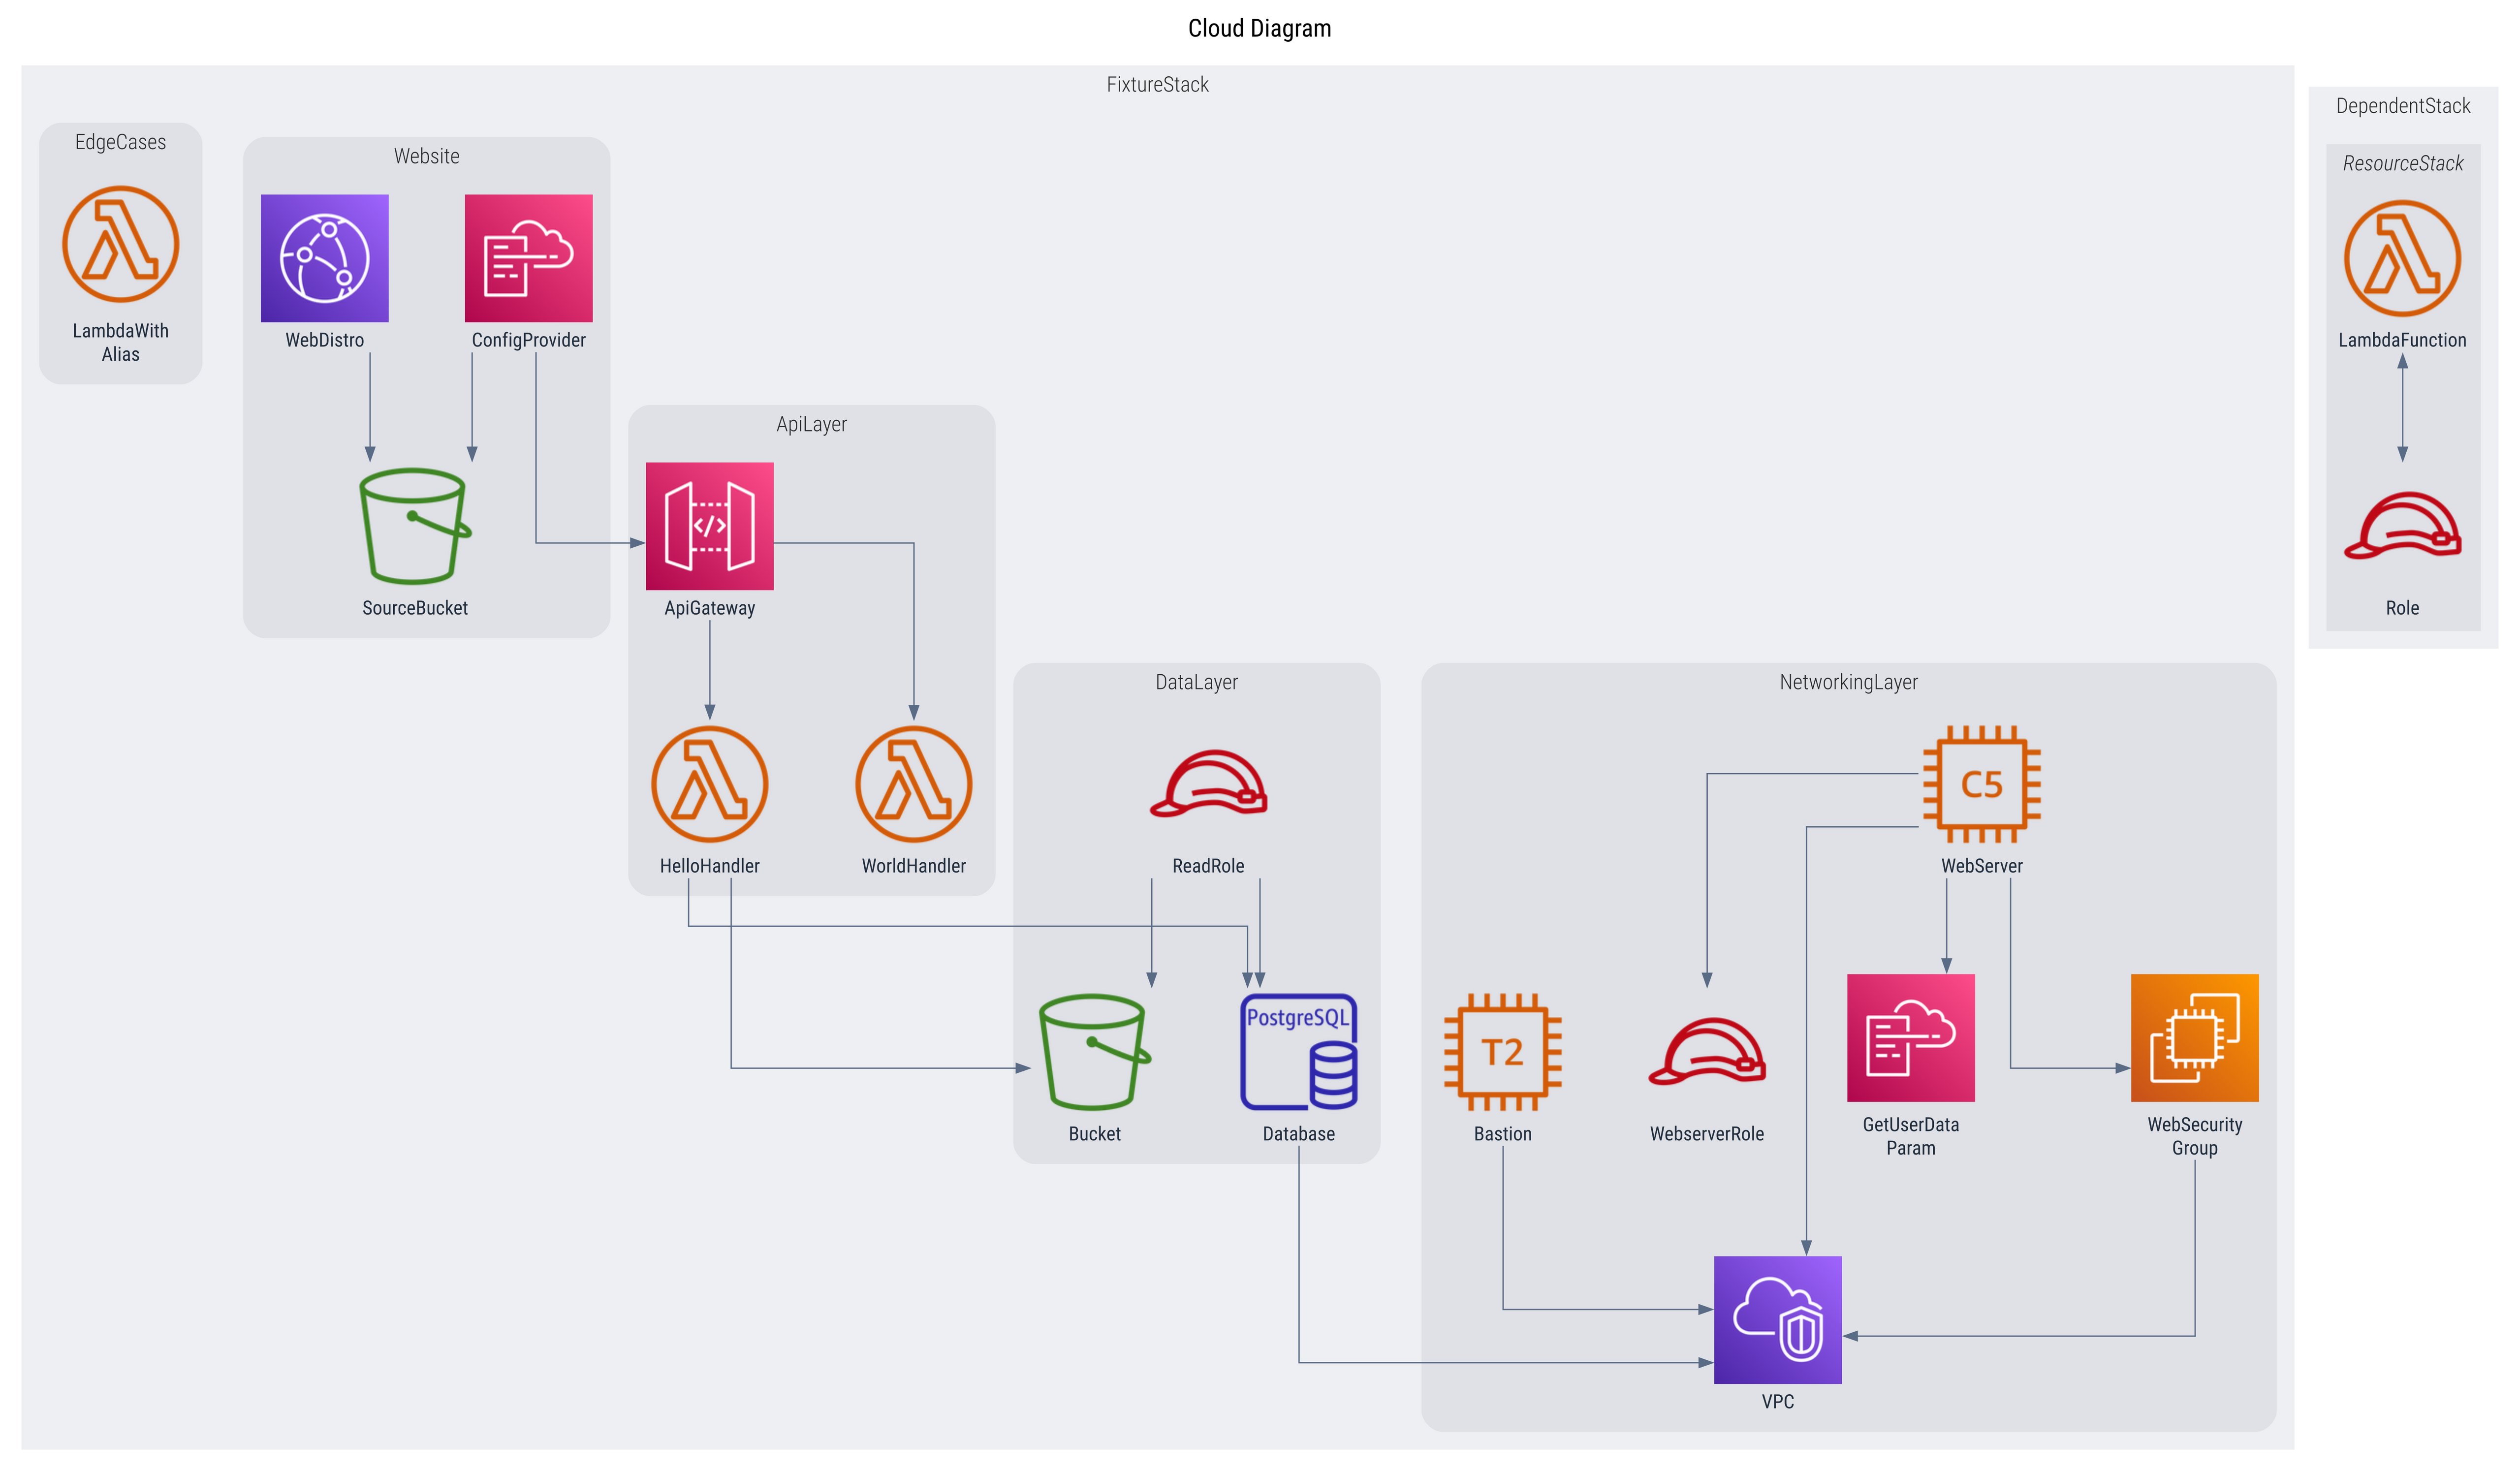 Cloud Diagram
FixtureStack
DependentStack
EdgeCases
LambdaWith
Alias
Website
WebDistro
ConfigProvider
SourceBucket
ResourceStack
LambdaFunction
Role
ApiLayer
</>
ApiGateway
HelloHandler
WorldHandler
DataLayer
ReadRole
Bucket
PostgreSQL
Database
NetworkingLayer
C5
WebServer
T2
Bastion
WebserverRole
GetUserData
Param
WebSecurity
Group
VPC